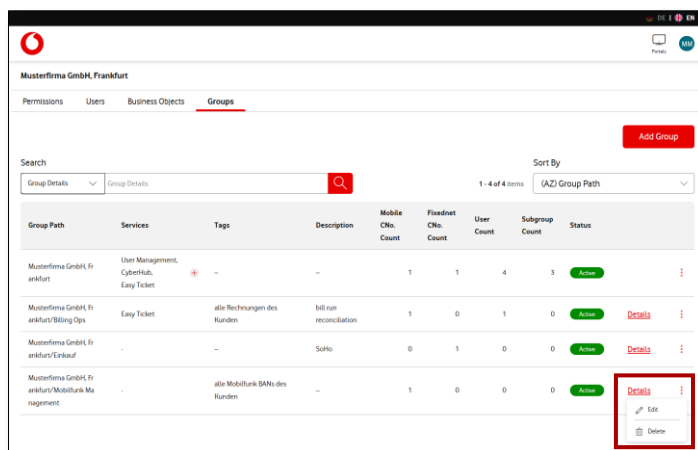 DE | EN
Portals
MM
Musterfirma GmbH, Frankfurt
Permissions Users Business Objects Groups
Add Group
Search Sort By
Group Details Group Details 1 - 4 of 4 items (AZ) Group Path
Group Path Services Tags Description Mobile CNo. Count Fixednet CNo. Count User Count Subgroup Count Status
Musterfirma GmbH, Fr
ankfurt
User Management,
CyberHub,
Easy Ticket
+ – – 1 1 4 3 Active
Musterfirma GmbH, Fr
ankfurt/Billing Ops
Easy Ticket
alle Rechnungen des
Kunden
bill run
reconciliation
1 0 1 0 Active Details
Musterfirma GmbH, Fr
ankfurt/Einkauf
- – SoHo 0 1 0 0 Active Details
Musterfirma GmbH, Fr
ankfurt/Mobilfunk Ma
nagement
-
alle Mobilfunk BANs des
Kunden
– 1 0 0 0 Active Details
Edit
Delete